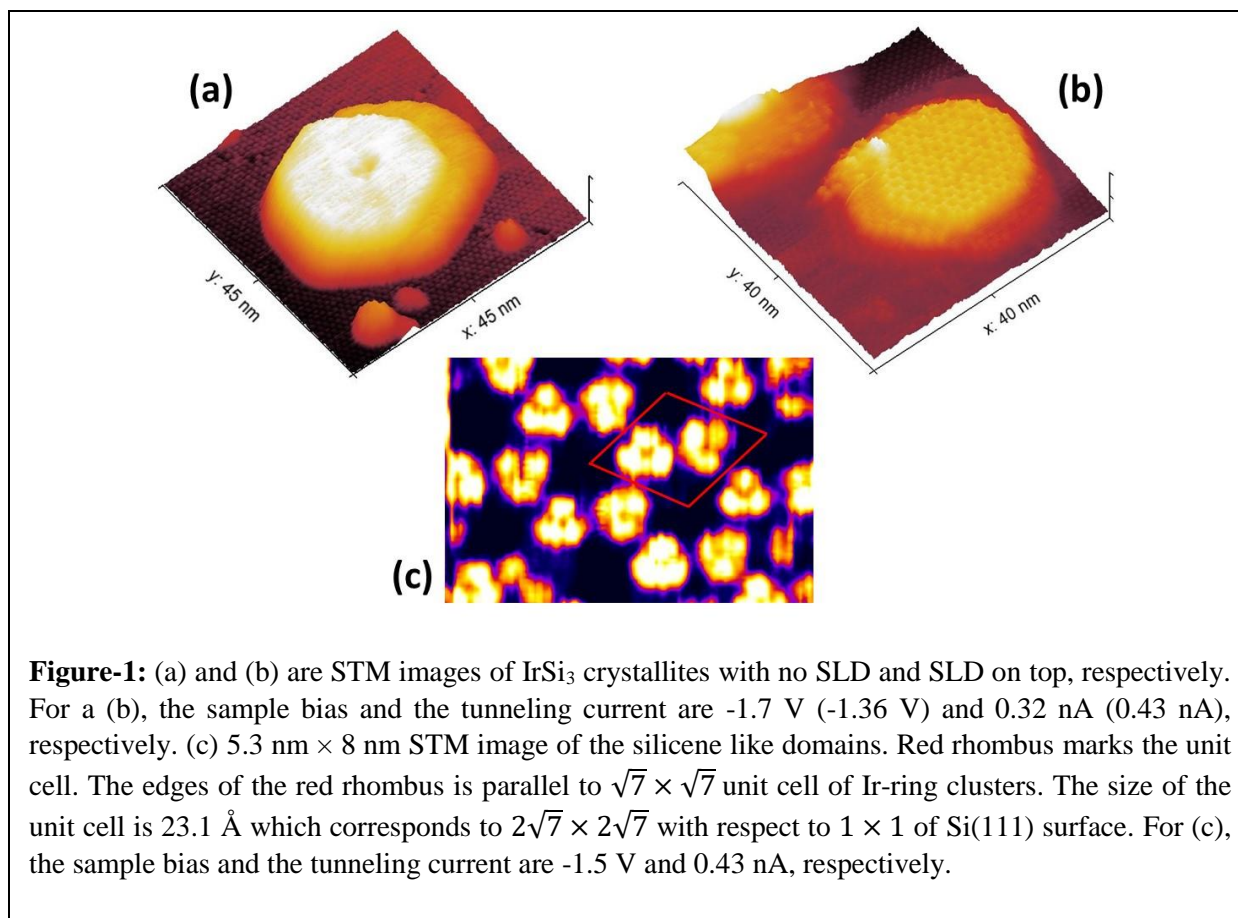 (a)
(b)
y: 45 nm
x: 45 nm
y: 40 nm
x: 40 nm
(c)
Figure-1: (a) and (b) are STM images of IrSi₃ crystallites with no SLD and SLD on top, respectively.
For a (b), the sample bias and the tunneling current are -1.7 V (-1.36 V) and 0.32 nA (0.43 nA),
respectively. (c) 5.3 nm × 8 nm STM image of the silicene like domains. Red rhombus marks the unit
cell. The edges of the red rhombus is parallel to √7 × √7 unit cell of Ir-ring clusters. The size of the
unit cell is 23.1 Å which corresponds to 2√7 × 2√7 with respect to 1 × 1 of Si(111) surface. For (c),
the sample bias and the tunneling current are -1.5 V and 0.43 nA, respectively.